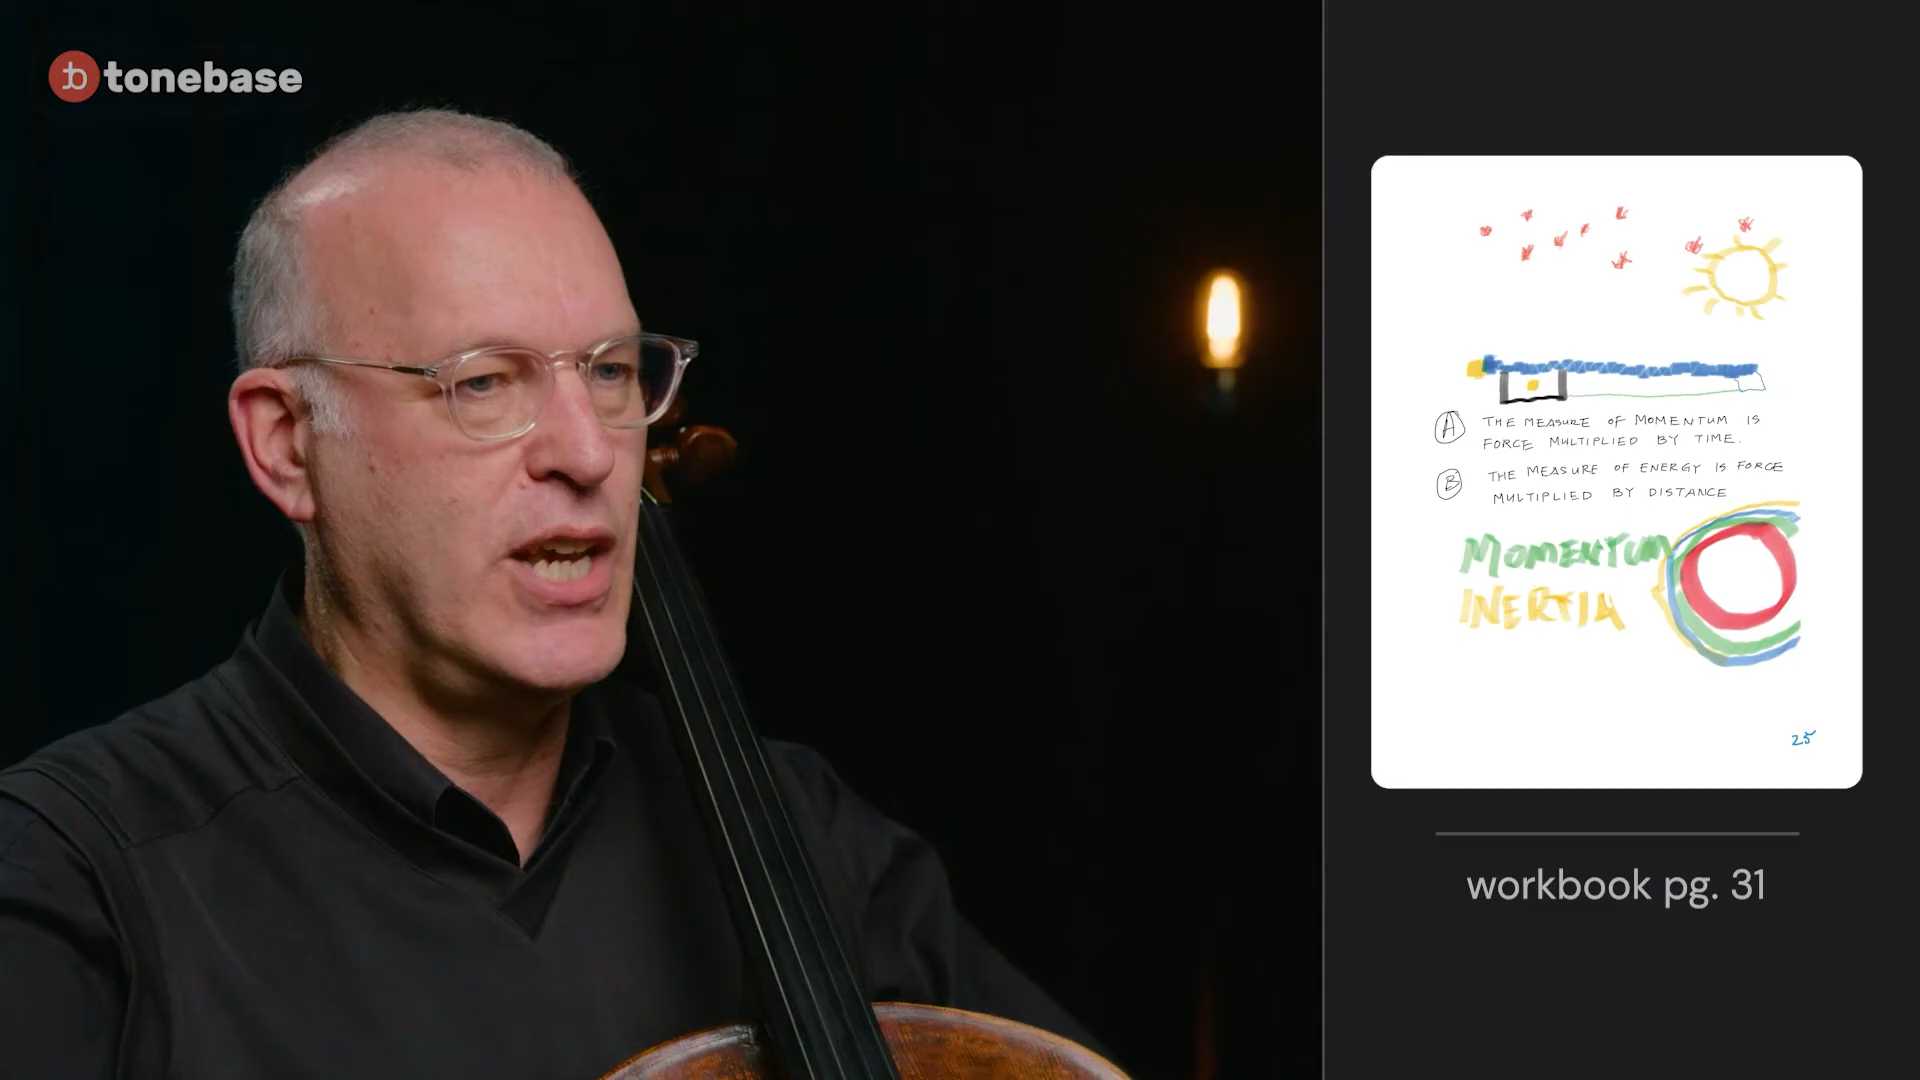 tonebase
A THE MEASURE OF MOMENTUM IS
FORCE MULTIPLIED BY TIME.
B THE MEASURE OF ENERGY IS FORCE
MULTIPLIED BY DISTANCE
MOMENTUM
INERTIA
25
workbook pg. 31